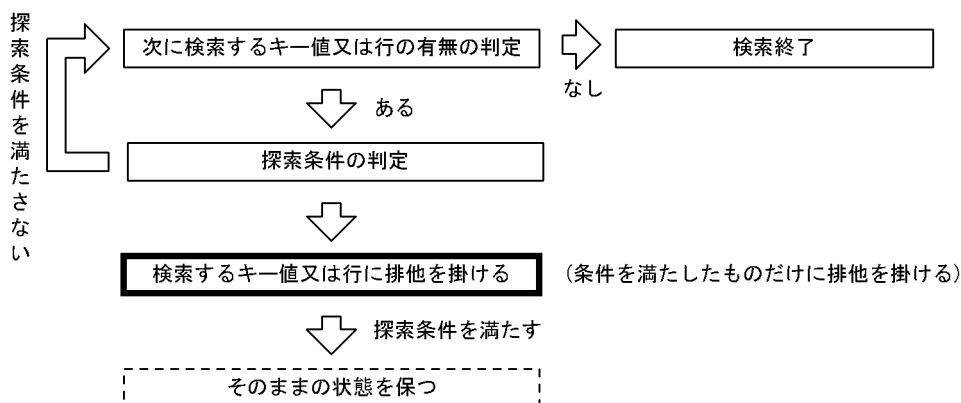 探索条件を満たさない
次に検索するキー値又は行の有無の判定
検索終了
なし
ある
探索条件の判定
検索するキー値又は行に排他を掛ける
(条件を満たしたものだけに排他を掛ける)
探索条件を満たす
そのままの状態を保つ